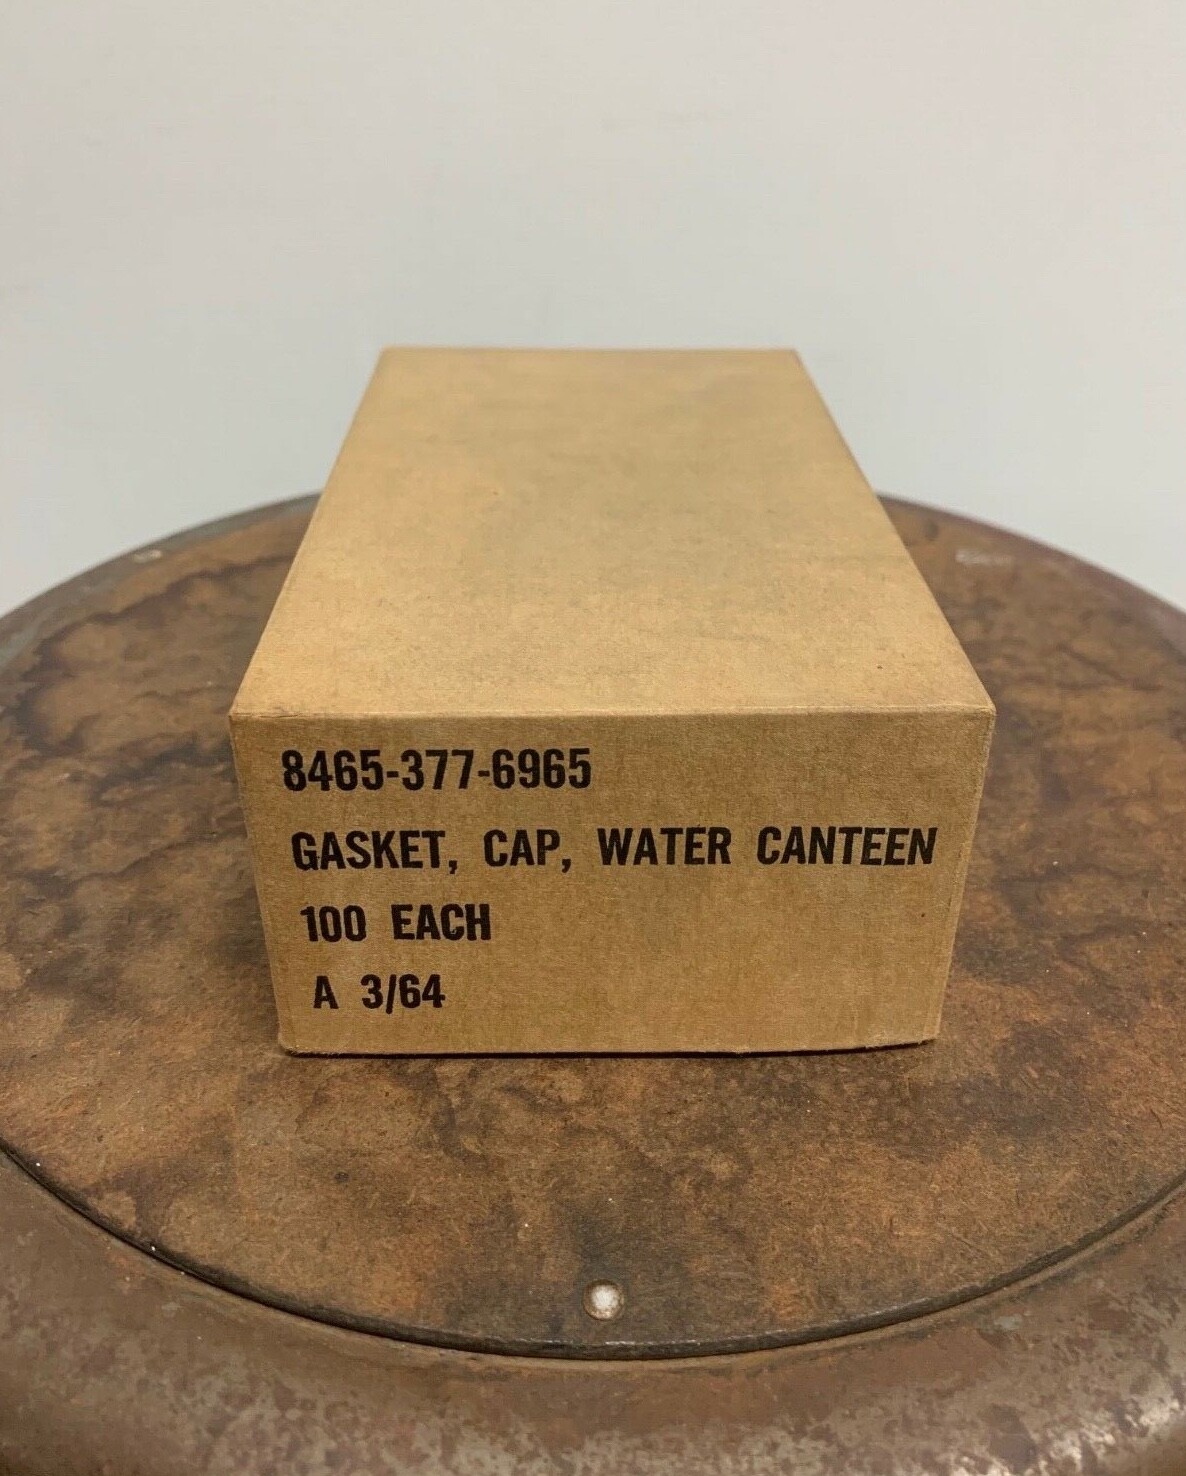 8465-377-6965
GASKET, CAP, WATER CANTEEN
100 EACH
A 3/64